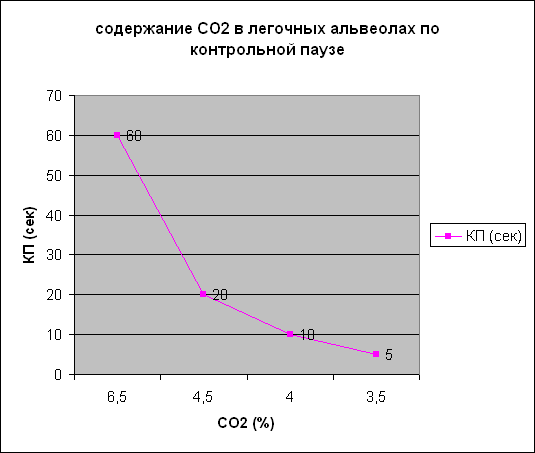 содержание СО2 в легочных альвеолах по
контрольной паузе
70
60
50
40
30
20
10
0
КП (сек)
60
20
10
5
6,5 4,5 4 3,5
СО2 (%)
КП (сек)